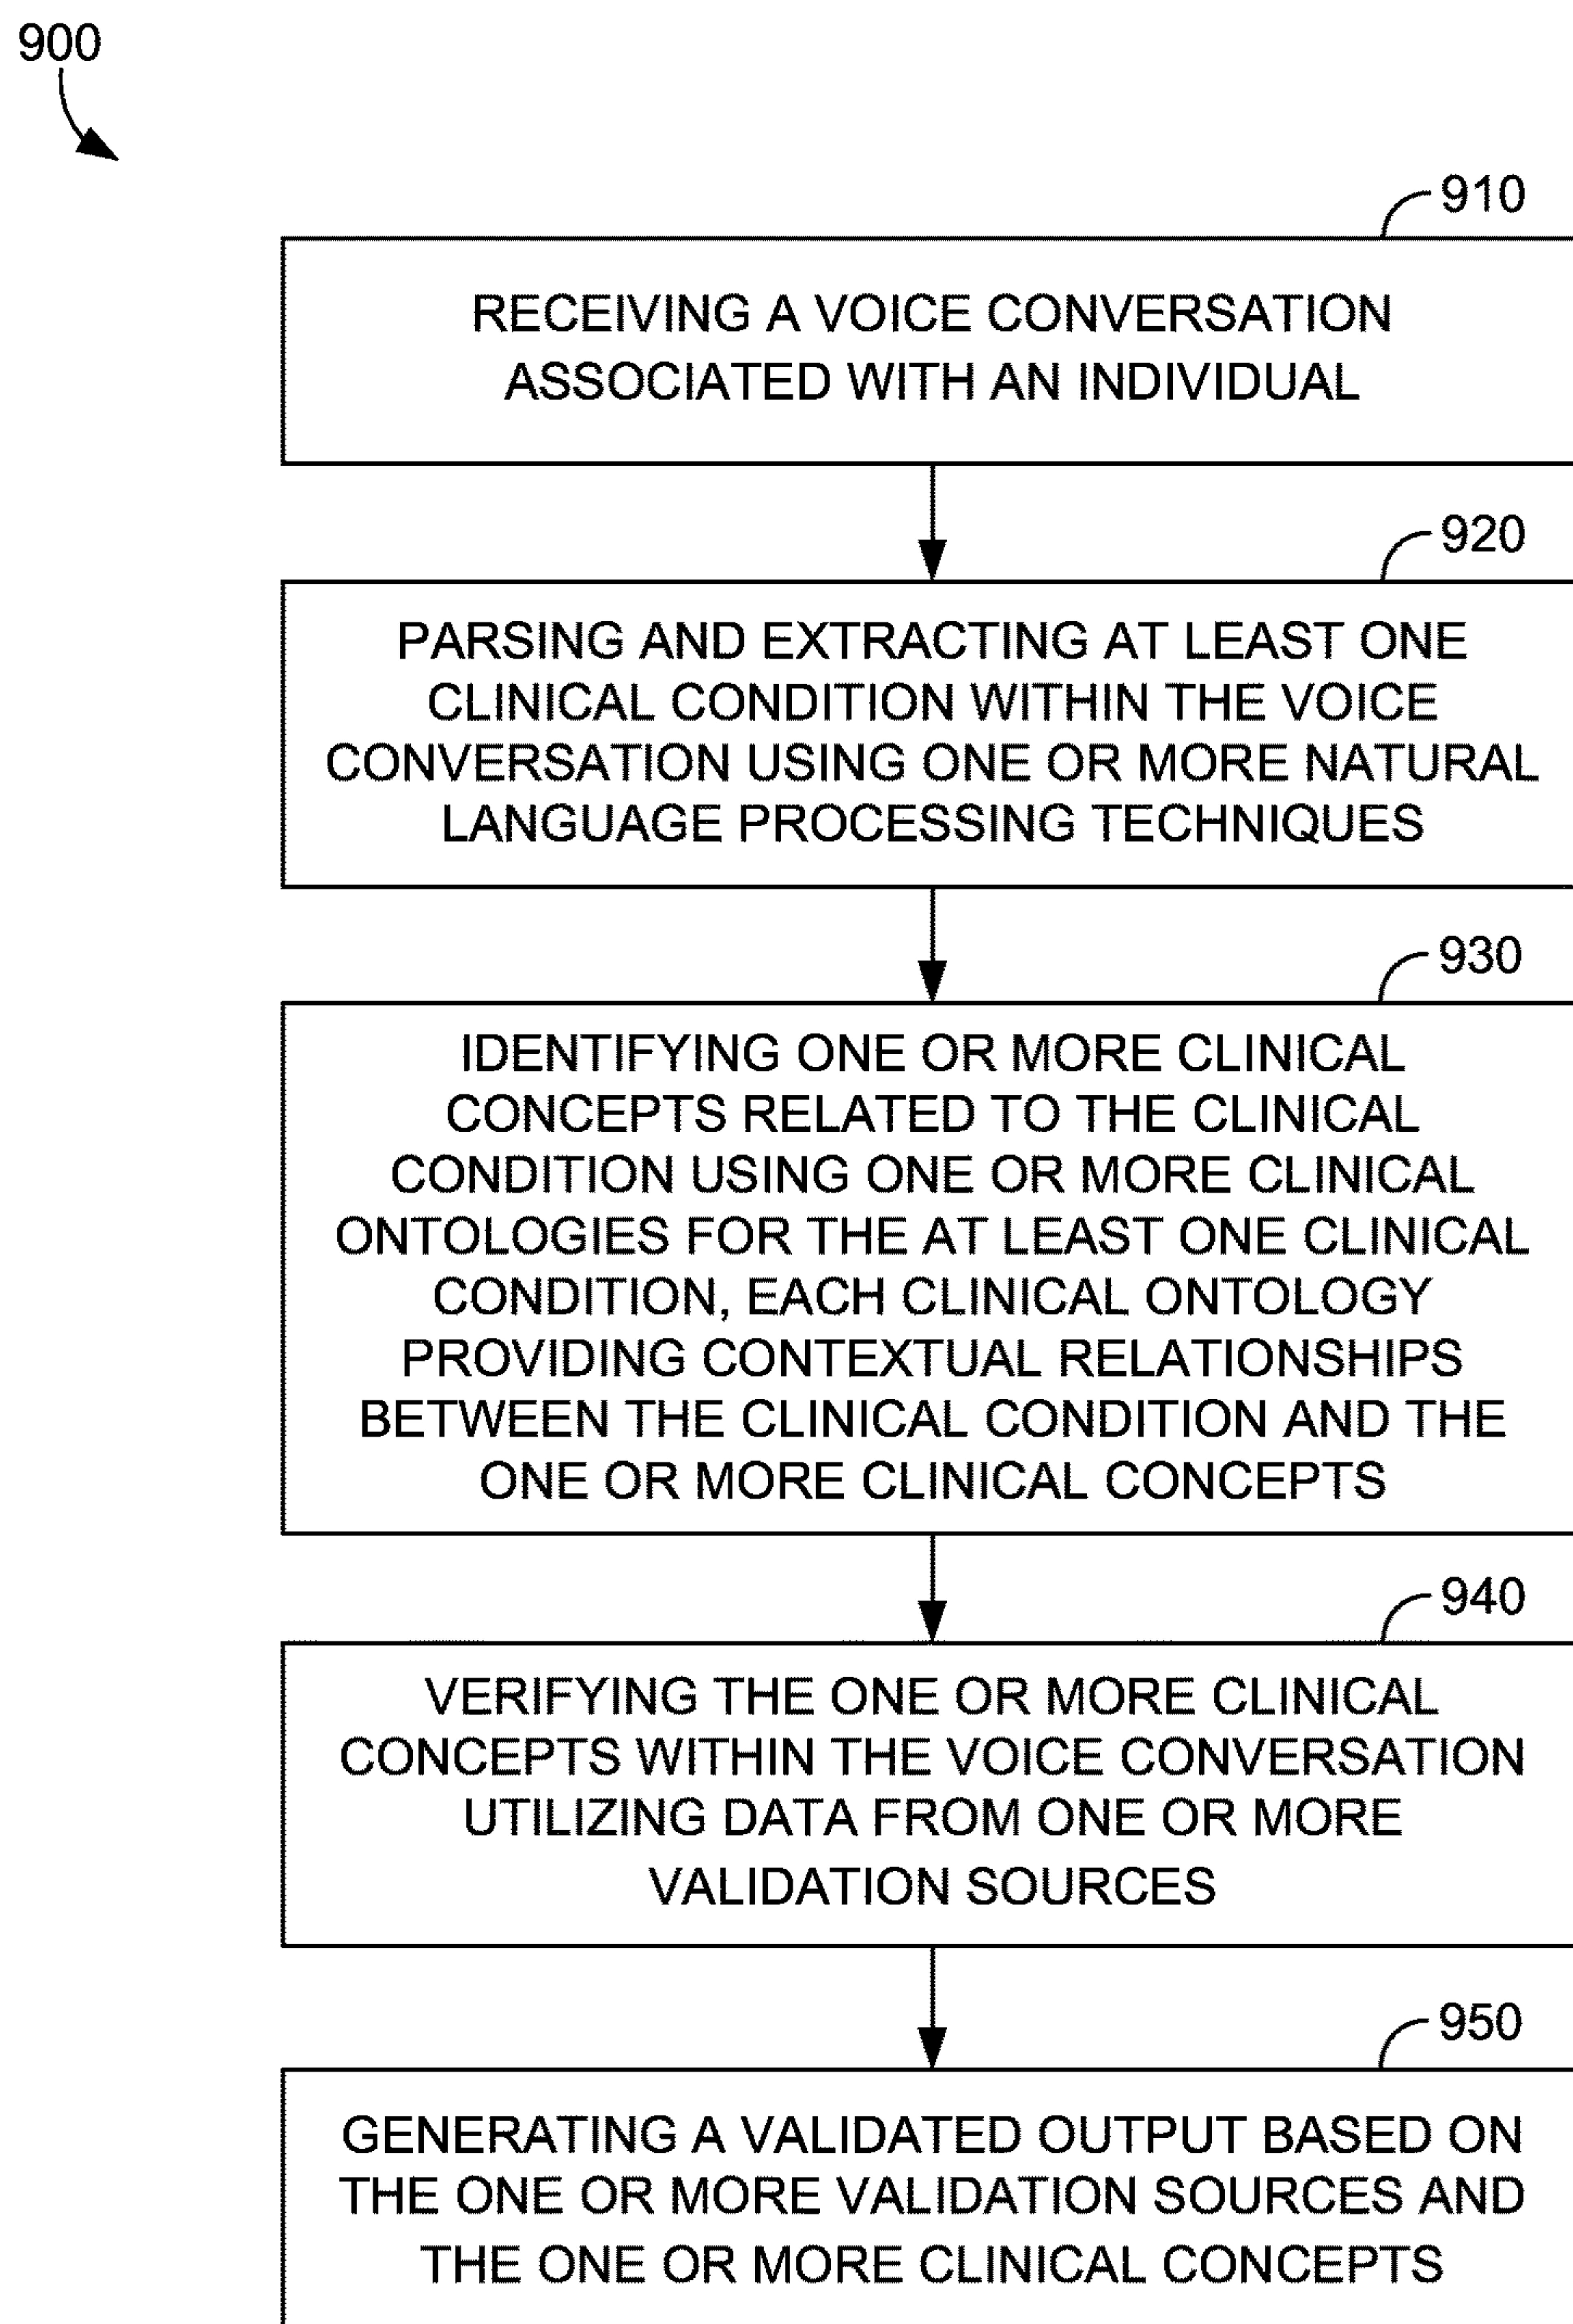 900
910
RECEIVING A VOICE CONVERSATION
ASSOCIATED WITH AN INDIVIDUAL
920
PARSING AND EXTRACTING AT LEAST ONE
CLINICAL CONDITION WITHIN THE VOICE
CONVERSATION USING ONE OR MORE NATURAL
LANGUAGE PROCESSING TECHNIQUES
930
IDENTIFYING ONE OR MORE CLINICAL
CONCEPTS RELATED TO THE CLINICAL
CONDITION USING ONE OR MORE CLINICAL
ONTOLOGIES FOR THE AT LEAST ONE CLINICAL
CONDITION, EACH CLINICAL ONTOLOGY
PROVIDING CONTEXTUAL RELATIONSHIPS
BETWEEN THE CLINICAL CONDITION AND THE
ONE OR MORE CLINICAL CONCEPTS
940
VERIFYING THE ONE OR MORE CLINICAL
CONCEPTS WITHIN THE VOICE CONVERSATION
UTILIZING DATA FROM ONE OR MORE
VALIDATION SOURCES
950
GENERATING A VALIDATED OUTPUT BASED ON
THE ONE OR MORE VALIDATION SOURCES AND
THE ONE OR MORE CLINICAL CONCEPTS